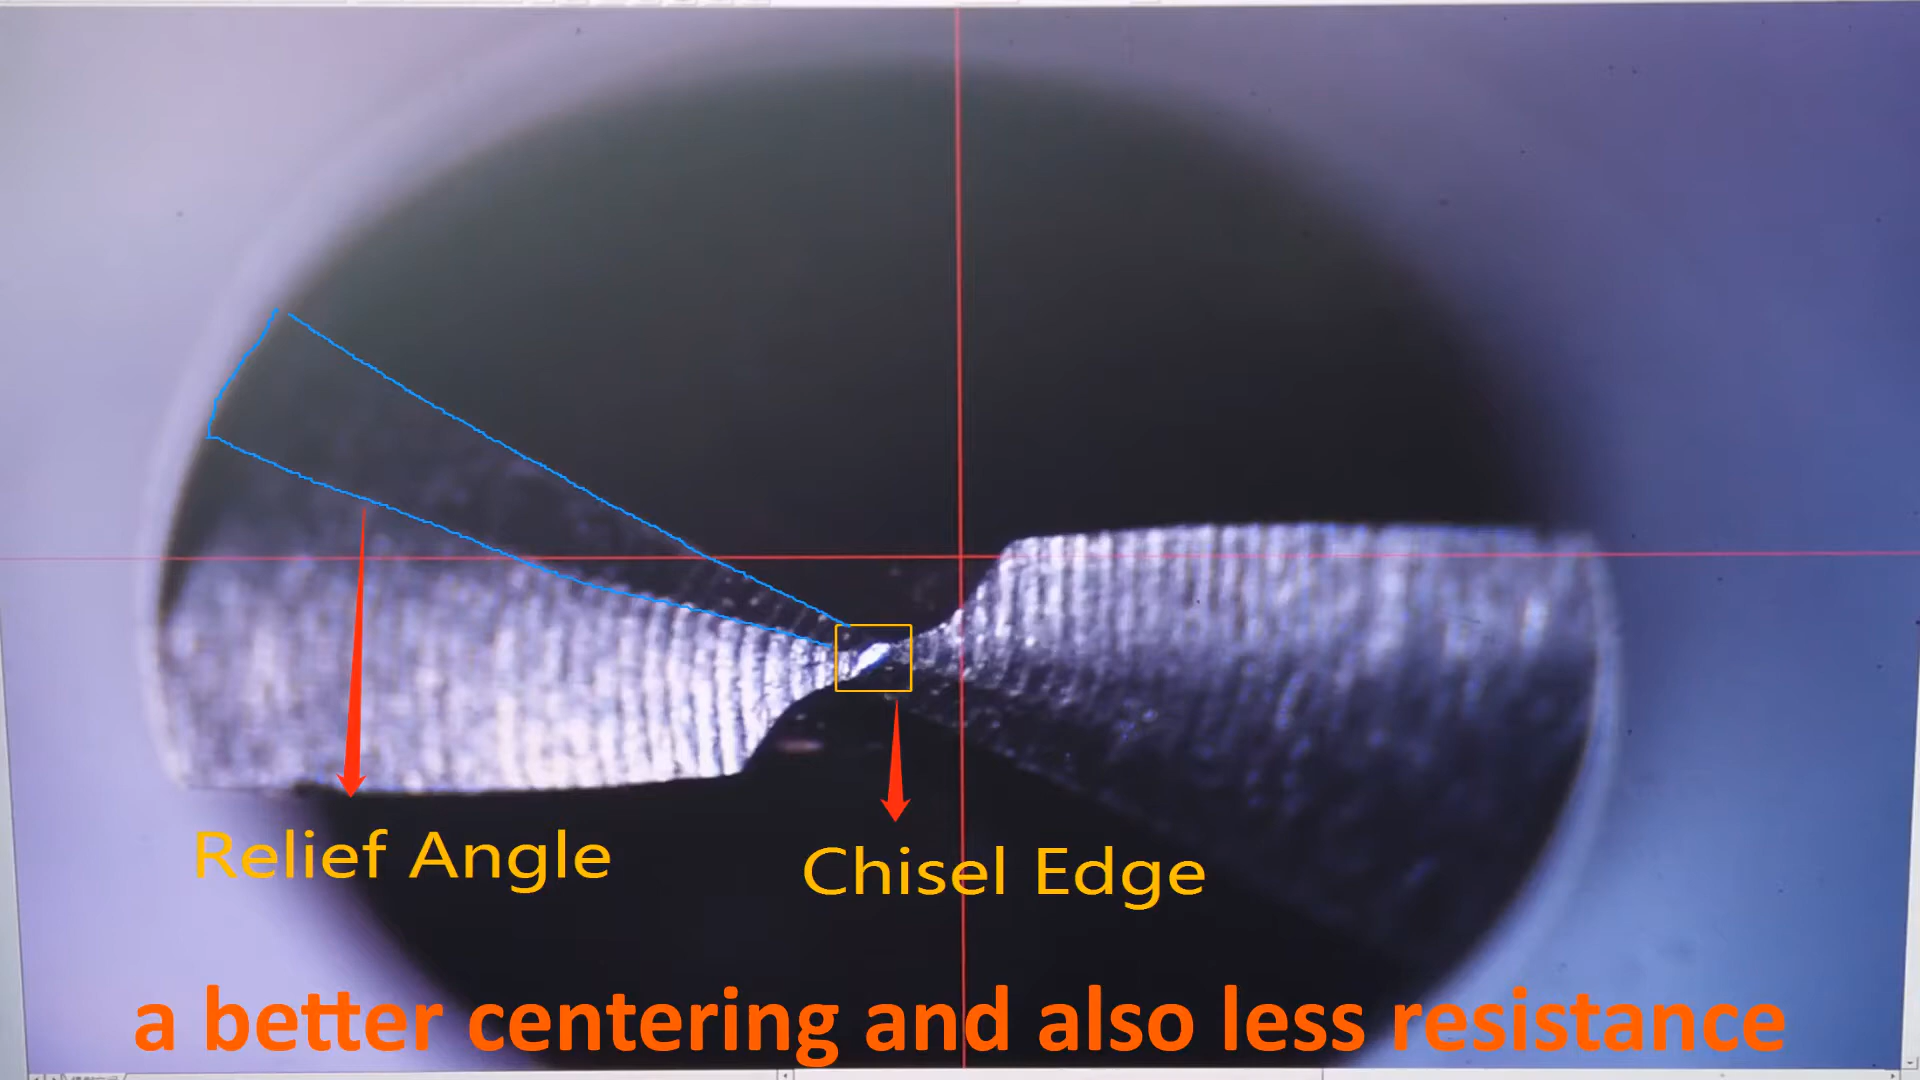 Relief Angle
Chisel Edge
a better centering and also less resistance